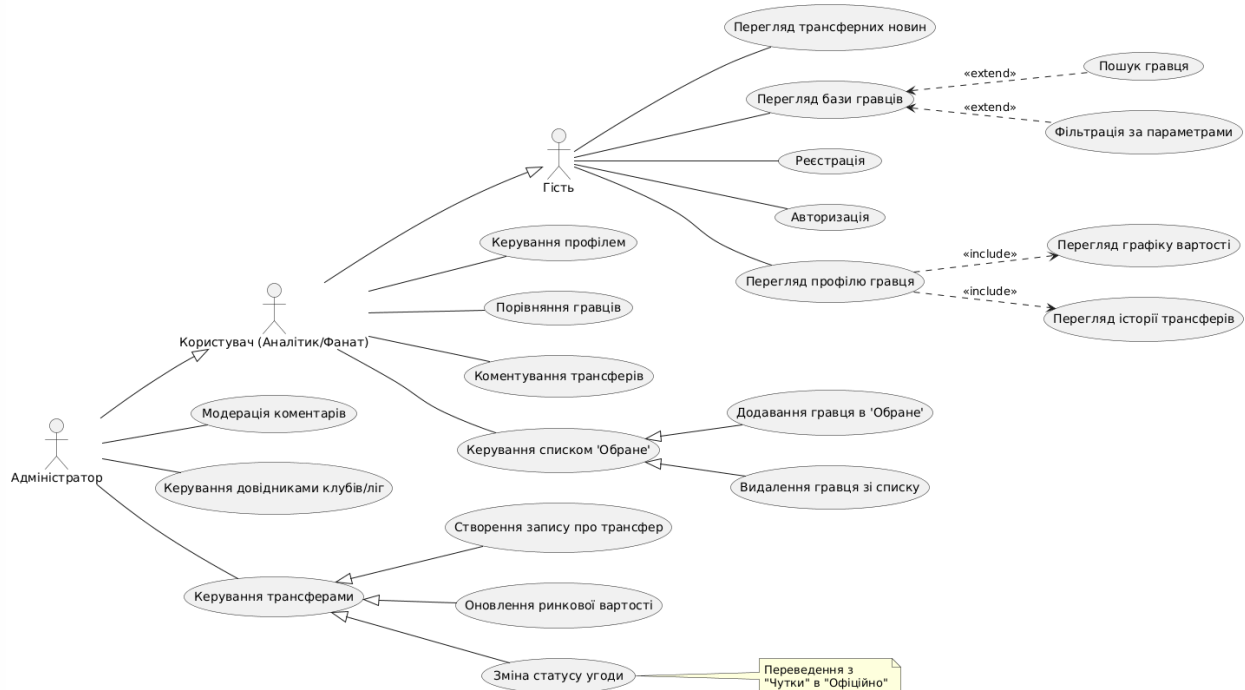 Перегляд трансферних новин
Пошук гравця
«extend»
Перегляд бази гравців
«extend»
Фільтрація за параметрами
Реєстрація
Гість
Авторизація
Керування профілем
Перегляд графіку вартості
«include»
Перегляд профілю гравця
«include»
Порівняння гравців
Перегляд історії трансферів
Користувач (Аналітик/Фанат)
Коментування трансферів
Модерація коментарів
Додавання гравця в 'Обране'
Керування списком 'Обране'
Адміністратор
Керування довідниками клубів/ліг
Видалення гравця зі списку
Створення запису про трансфер
Керування трансферами
Оновлення ринкової вартості
Зміна статусу угоди
Переведення з
"Чутки" в "Офіційно"